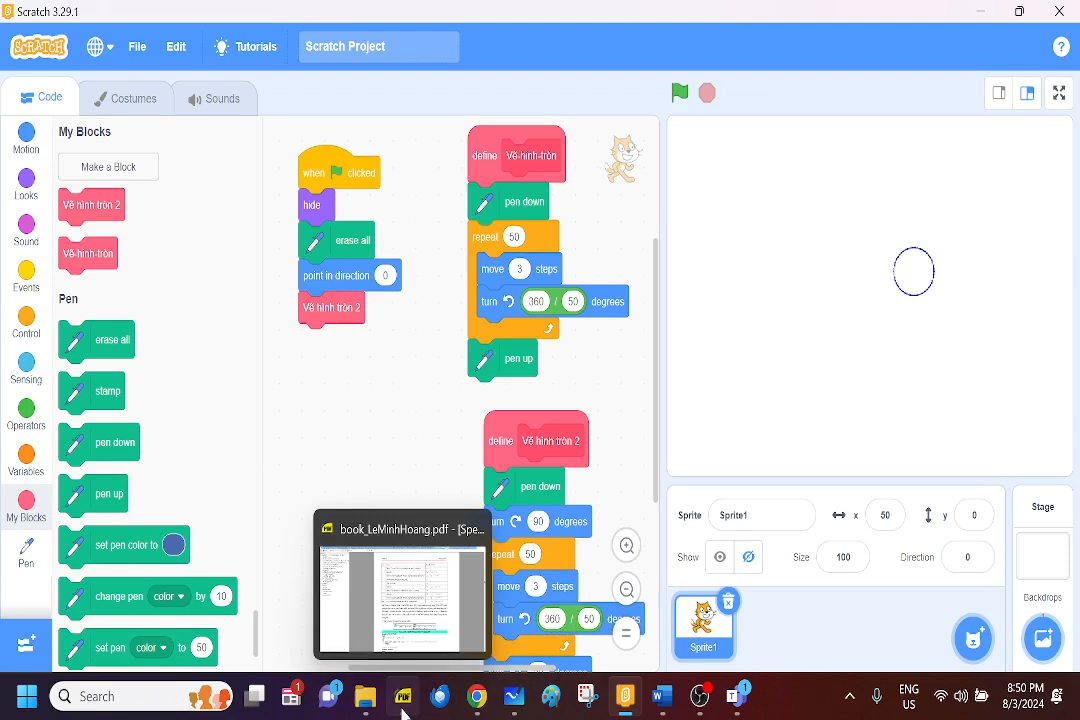 Scratch 3.29.1
SCRATCH
File
Edit
Tutorials
Scratch Project
?
Code
Costumes
Sounds
Motion
Looks
Sound
Events
Control
Sensing
Operators
Variables
My Blocks
Pen
My Blocks
Make a Block
Vẽ hình tròn 2
Vẽ-hình-tròn
Pen
erase all
stamp
pen down
pen up
set pen color to
change pen color by 10
set pen color to 50
when clicked
hide
erase all
point in direction 0
Vẽ hình tròn 2
define Vẽ-hình-tròn
pen down
repeat 50
move 3 steps
turn 360 / 50 degrees
pen up
define Vẽ hình tròn 2
pen down
turn 90 degrees
repeat 50
move 3 steps
turn 360 / 50 degrees
book_LeMinhHoang.pdf - [Spe...
Sprite Sprite1 x 50 y 0
Show Size 100 Direction 0
Sprite1
Stage
Backdrops
Search
1
1
PDF
1
ENG
US
8:50 PM
8/3/2024